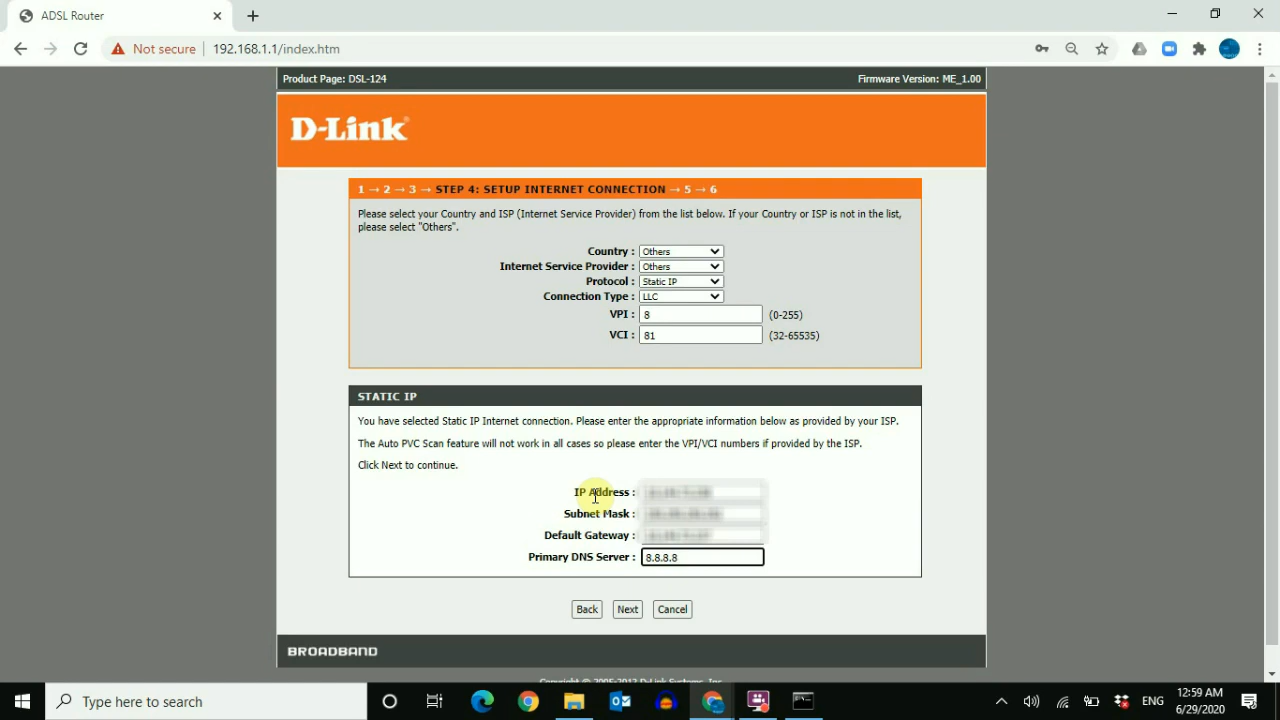 ADSL Router
Not secure
192.168.1.1/index.htm
Product Page: DSL-124
Firmware Version: ME_1.00
D-Link
1 → 2 → 3 → STEP 4: SETUP INTERNET CONNECTION → 5 → 6
Please select your Country and ISP (Internet Service Provider) from the list below. If your Country or ISP is not in the list,
please select "Others".
Country : Others
Internet Service Provider : Others
Protocol : Static IP
Connection Type : LLC
VPI : 8 (0-255)
VCI : 81 (32-65535)
STATIC IP
You have selected Static IP Internet connection. Please enter the appropriate information below as provided by your ISP.
The Auto PVC Scan feature will not work in all cases so please enter the VPI/VCI numbers if provided by the ISP.
Click Next to continue.
IP Address :
Subnet Mask :
Default Gateway :
Primary DNS Server : 8.8.8.8
Back Next Cancel
BROADBAND
Copyright © 2005-2012 D-Link Systems, Inc.
Type here to search
ENG
12:59 AM
6/29/2020